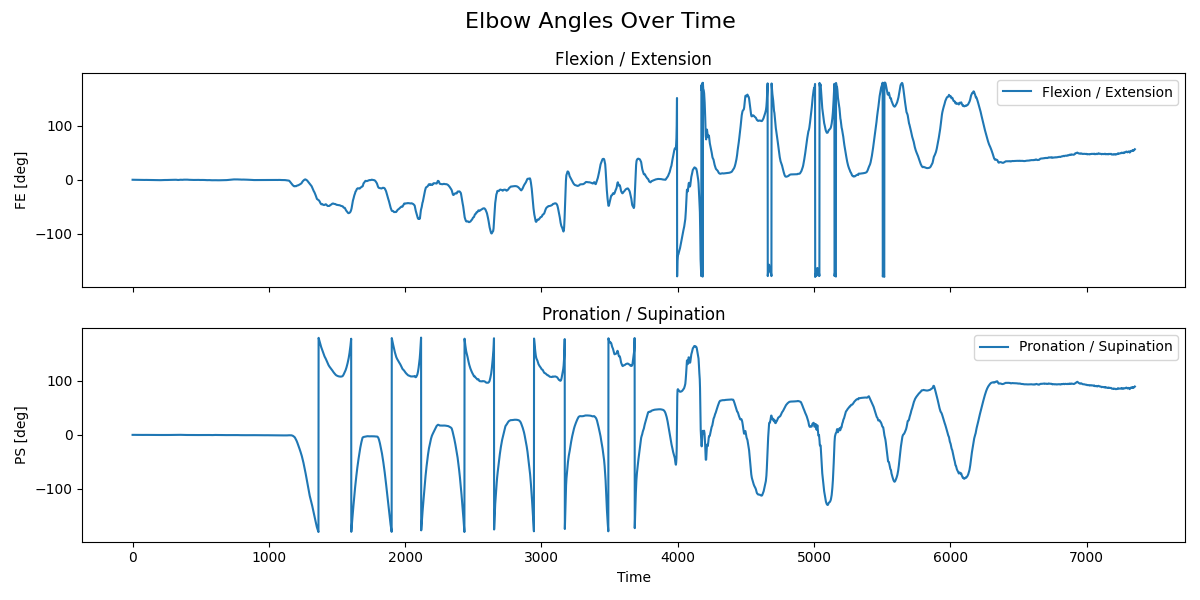 Elbow Angles Over Time
Flexion / Extension
Flexion / Extension
FE [deg]
100
0
−100
Pronation / Supination
Pronation / Supination
PS [deg]
100
0
−100
0 1000 2000 3000 4000 5000 6000 7000
Time